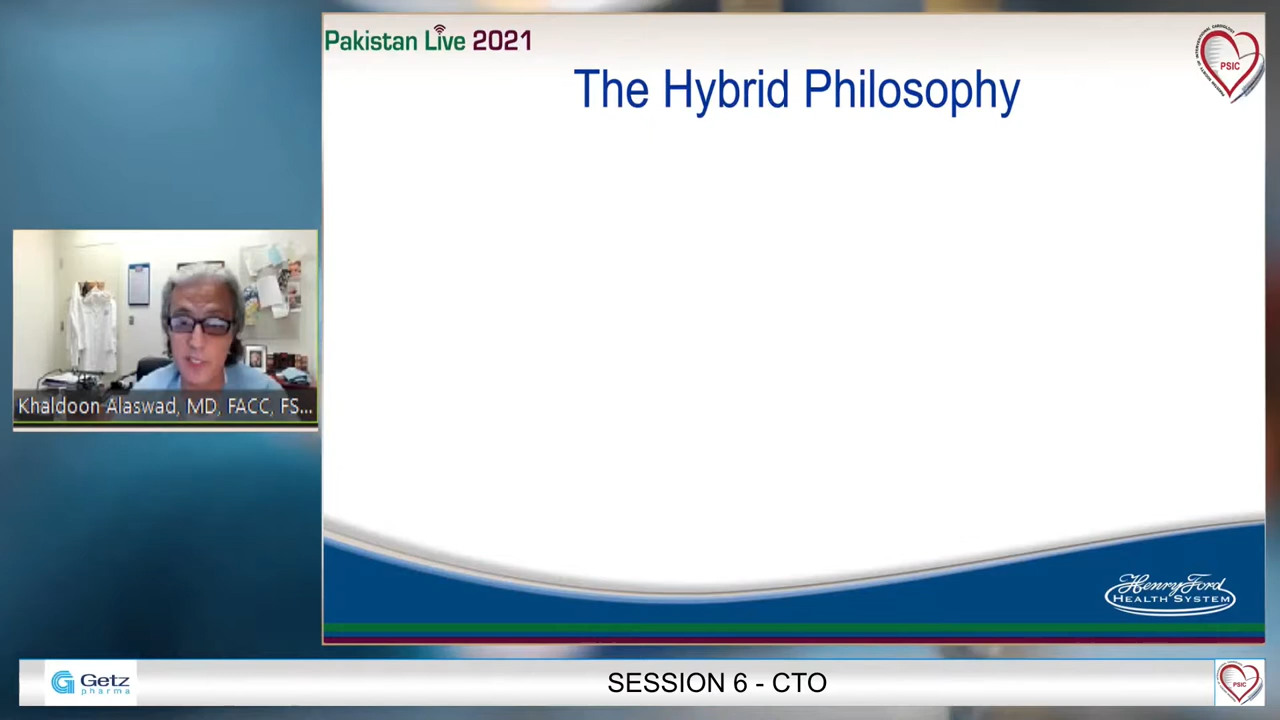 Pakistan Live 2021
PSIC
The Hybrid Philosophy
Khaldoon Alaswad, MD, FACC, FS...
Henry Ford
HEALTH SYSTEM
Getz
pharma
SESSION 6 - CTO
PSIC